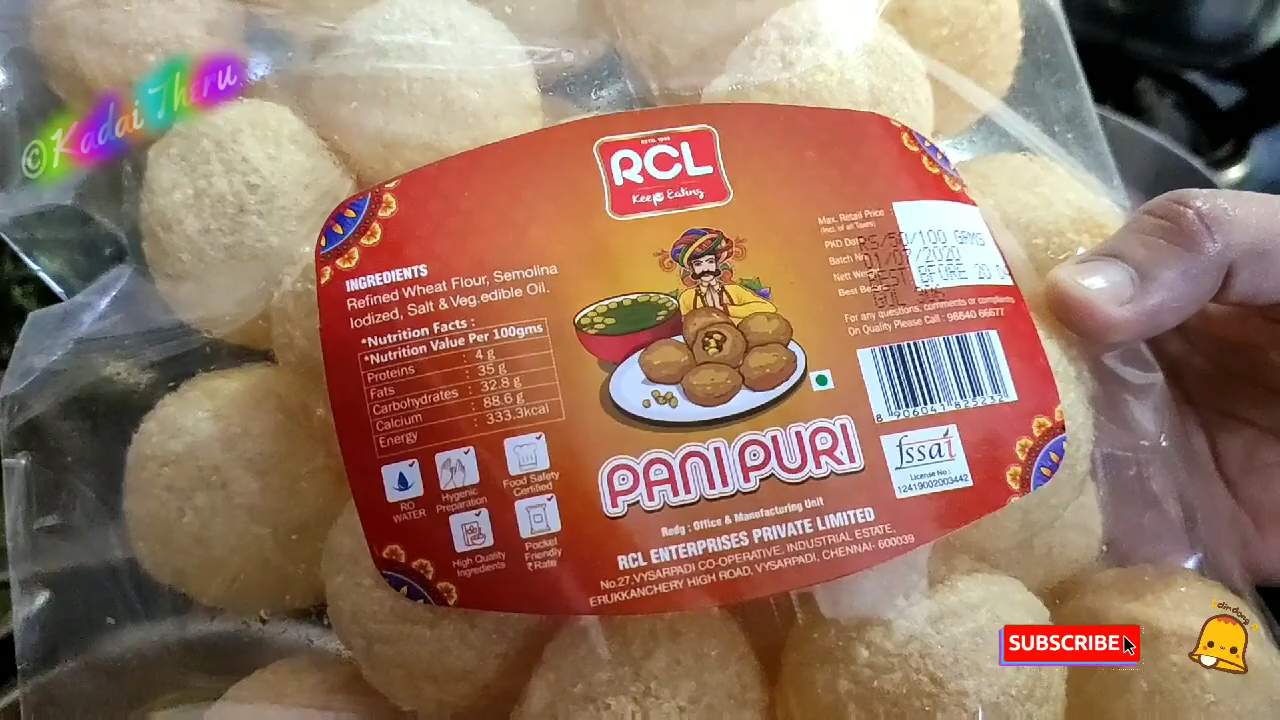 ©Kadai Theru
ESTD. 1998
RCL
Keep Eating
INGREDIENTS
Refined Wheat Flour, Semolina
Iodized, Salt & Veg.edible Oil.
*Nutrition Facts :
*Nutrition Value Per 100gms
Proteins : 4 g
Fats : 35 g
Carbohydrates : 32.8 g
Calcium : 88.6 g
Energy : 333.3kcal
RO
WATER
Hygenic
Preparation
Food Safety
Certified
High Quality
Ingredients
Pocket
Friendly
₹Rate
PANI PURI
Redg : Office & Manufacturing Unit
RCL ENTERPRISES PRIVATE LIMITED
No.27,VYSARPADI CO-OPERATIVE, INDUSTRIAL ESTATE,
ERUKKANCHERY HIGH ROAD, VYSARPADI, CHENNAI- 600039
Max. Retail Price :
(Incl. of all Taxes)
PKD Date
Batch No
Nett Weight
Best Before
RS/50/100 GRMS
01/07/2020
BEST BFURE 20
For any questions, comments or complaints
On Quality Please Call : 98840 66677
8 906041 825232
fssai
License No :
12419002003442
SUBSCRIBE
dindong